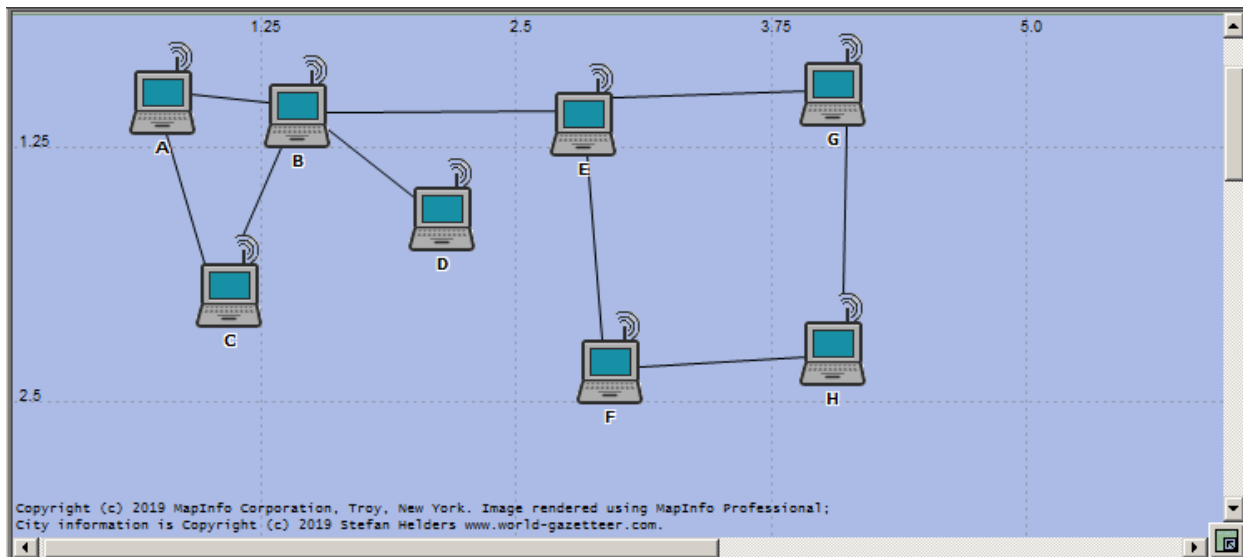 1.25 2.5 3.75 5.0
1.25
A
B
E
G
D
C
F
H
2.5
Copyright (c) 2019 MapInfo Corporation, Troy, New York. Image rendered using MapInfo Professional;
City information is Copyright (c) 2019 Stefan Helders www.world-gazetteer.com.